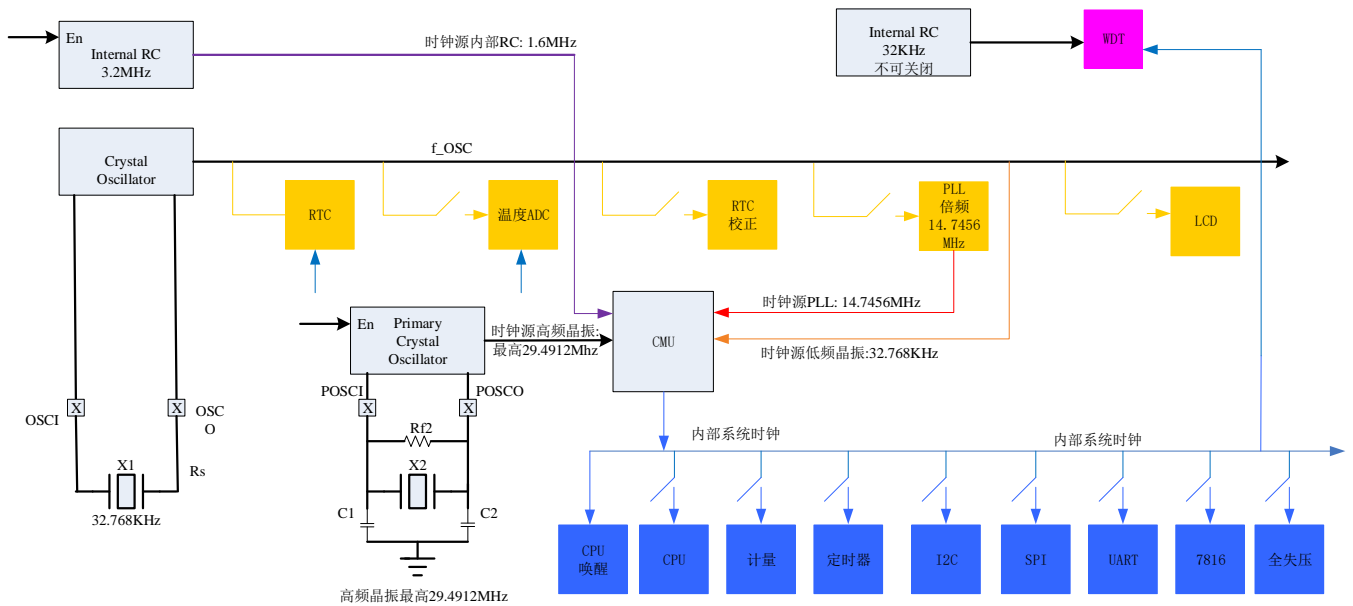 En
Internal RC
3.2MHz
时钟源内部RC: 1.6MHz
Internal RC
32KHz
不可关闭
WDT
Crystal
Oscillator
f_OSC
RTC
温度ADC
RTC
校正
PLL
倍频
14.7456
MHz
LCD
En
Primary
Crystal
Oscillator
时钟源高频晶振:
最高29.4912Mhz
CMU
时钟源PLL: 14.7456MHz
时钟源低频晶振:32.768KHz
OSCI
X
X
OSC
O
POSCI
X
X
POSCO
Rf2
X1
Rs
32.768KHz
X2
C1
C2
高频晶振最高29.4912MHz
内部系统时钟
内部系统时钟
CPU
唤醒
CPU
计量
定时器
I2C
SPI
UART
7816
全失压